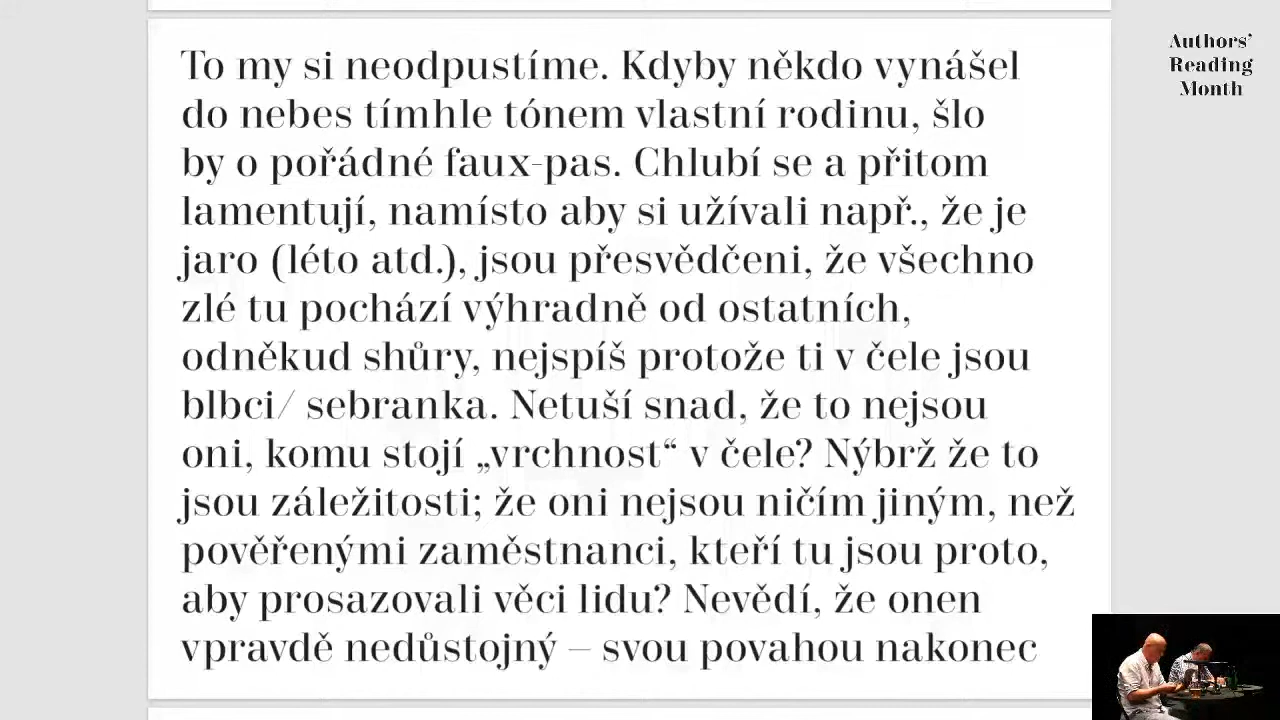 To my si neodpustíme. Kdyby někdo vynášel
do nebes tímhle tónem vlastní rodinu, šlo
by o pořádné faux-pas. Chlubí se a přitom
lamentují, namísto aby si užívali např., že je
jaro (léto atd.), jsou přesvědčeni, že všechno
zlé tu pochází výhradně od ostatních,
odněkud shůry, nejspíš protože ti v čele jsou
blbci/ sebranka. Netuší snad, že to nejsou
oni, komu stojí „vrchnost“ v čele? Nýbrž že to
jsou záležitosti; že oni nejsou ničím jiným, než
pověřenými zaměstnanci, kteří tu jsou proto,
aby prosazovali věci lidu? Nevědí, že onen
vpravdě nedůstojný – svou povahou nakonec
Authors’
Reading
Month